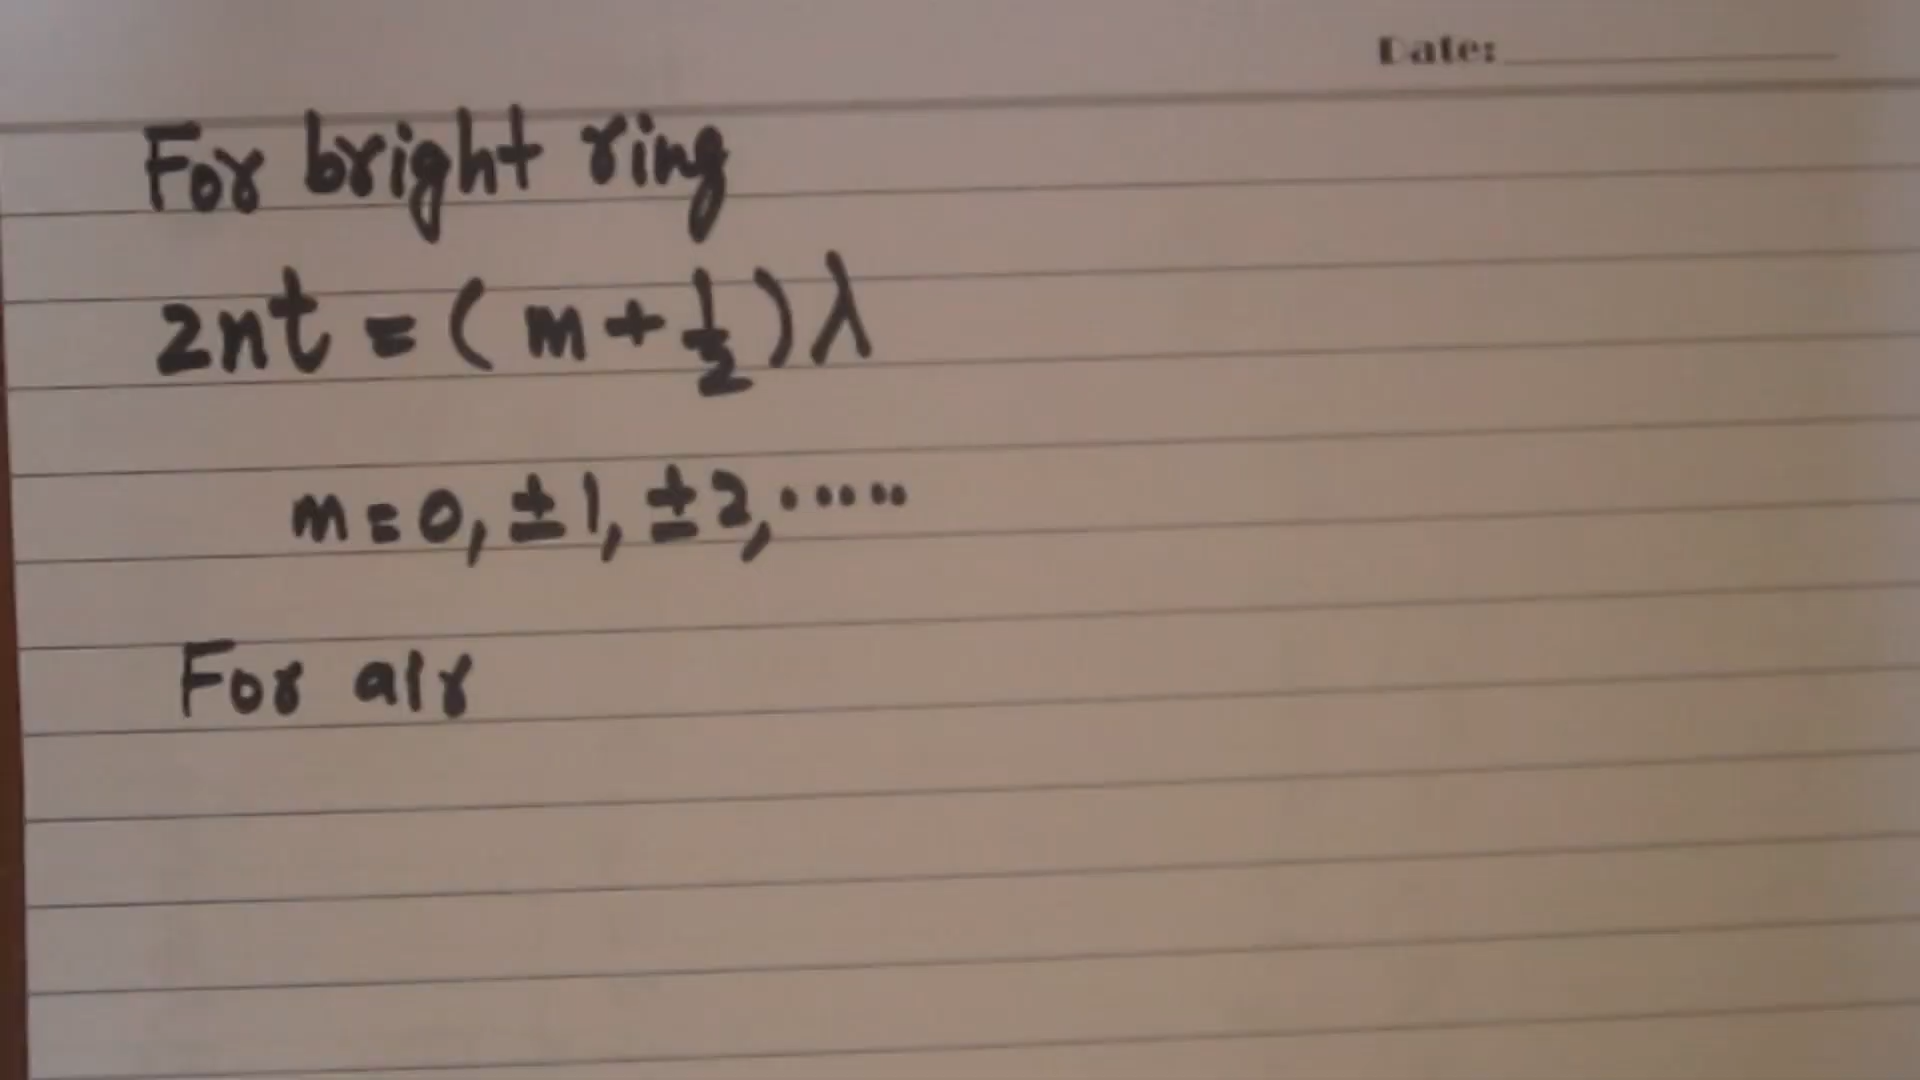 Date:
For bright ring
2nt = ( m + 1/2 ) λ
m = 0, ± 1, ± 2, .....
For air